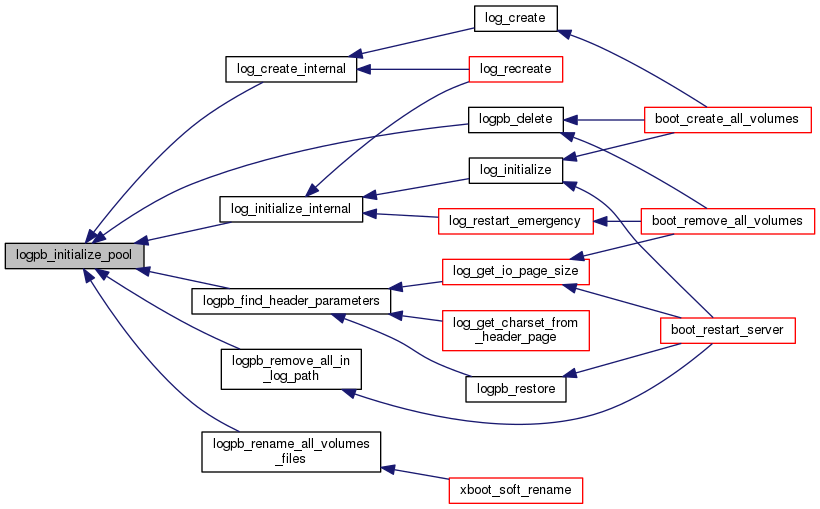 log_create
log_create_internal
log_recreate
logpb_delete
boot_create_all_volumes
log_initialize
log_initialize_internal
log_restart_emergency
boot_remove_all_volumes
logpb_initialize_pool
log_get_io_page_size
logpb_find_header_parameters
log_get_charset_from
_header_page
boot_restart_server
logpb_remove_all_in
_log_path
logpb_restore
logpb_rename_all_volumes
_files
xboot_soft_rename